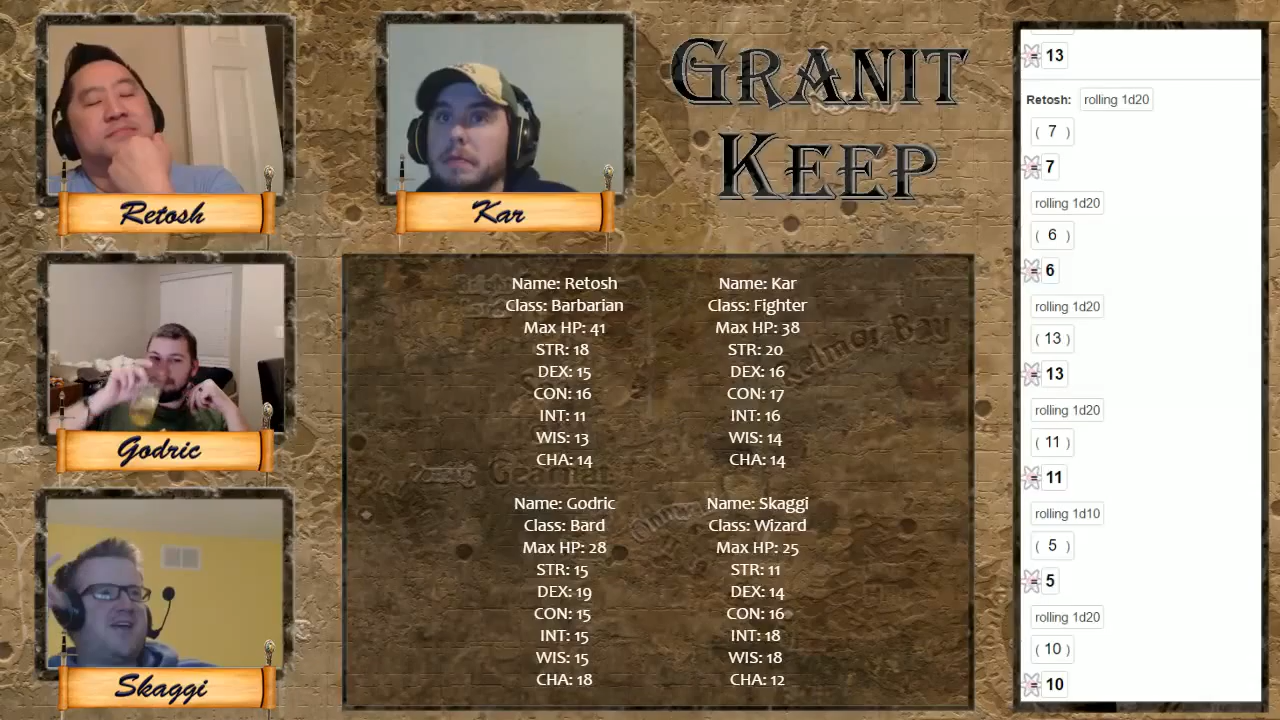 GRANIT
KEEP
Retosh
Kar
Godric
Skaggi
Name: Retosh
Class: Barbarian
Max HP: 41
STR: 18
DEX: 15
CON: 16
INT: 11
WIS: 13
CHA: 14
Name: Kar
Class: Fighter
Max HP: 38
STR: 20
DEX: 16
CON: 17
INT: 16
WIS: 14
CHA: 14
Name: Godric
Class: Bard
Max HP: 28
STR: 15
DEX: 19
CON: 15
INT: 15
WIS: 15
CHA: 18
Name: Skaggi
Class: Wizard
Max HP: 25
STR: 11
DEX: 14
CON: 16
INT: 18
WIS: 18
CHA: 12
= 13
Retosh: rolling 1d20
( 7 )
= 7
rolling 1d20
( 6 )
= 6
rolling 1d20
( 13 )
= 13
rolling 1d20
( 11 )
= 11
rolling 1d10
( 5 )
= 5
rolling 1d20
( 10 )
= 10